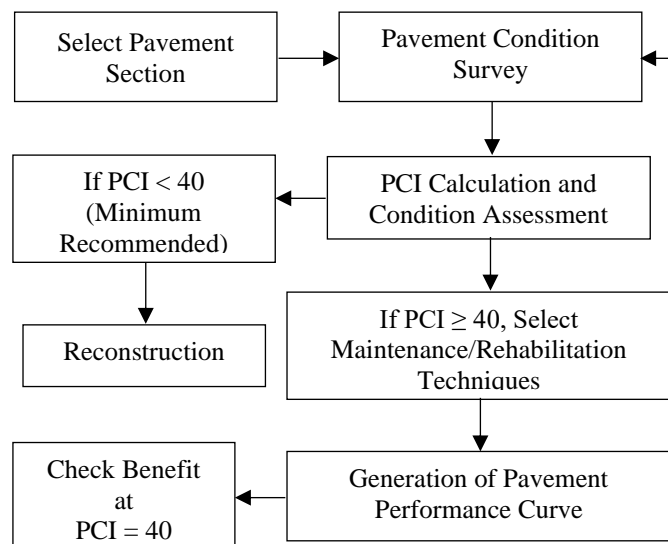 Select Pavement
Section
Pavement Condition
Survey
If PCI < 40
(Minimum
Recommended)
PCI Calculation and
Condition Assessment
Reconstruction
If PCI ≥ 40, Select
Maintenance/Rehabilitation
Techniques
Check Benefit
at
PCI = 40
Generation of Pavement
Performance Curve